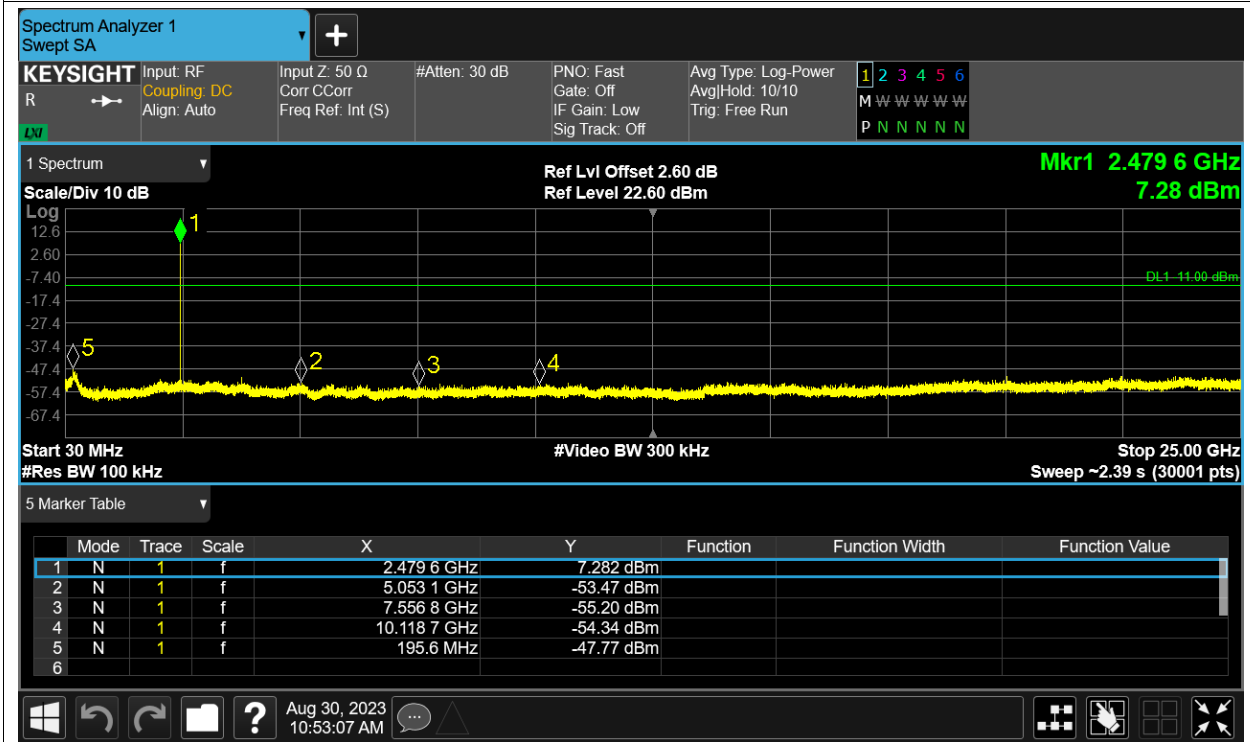 Spectrum Analyzer 1
Swept SA
+
KEYSIGHT
R
LXI
Input: RF
Coupling: DC
Align: Auto
Input Z: 50 Ω
Corr CCorr
Freq Ref: Int (S)
#Atten: 30 dB
PNO: Fast
Gate: Off
IF Gain: Low
Sig Track: Off
Avg Type: Log-Power
Avg|Hold: 10/10
Trig: Free Run
1 2 3 4 5 6
M W W W W W
P N N N N N
1 Spectrum
Scale/Div 10 dB
Ref Lvl Offset 2.60 dB
Ref Level 22.60 dBm
Mkr1 2.479 6 GHz
7.28 dBm
Log
12.6
2.60
-7.40
-17.4
-27.4
-37.4
-47.4
-57.4
-67.4
1
5
2
3
4
DL1 -11.00 dBm
Start 30 MHz
#Video BW 300 kHz
Stop 25.00 GHz
#Res BW 100 kHz
Sweep ~2.39 s (30001 pts)
5 Marker Table
Mode Trace Scale X Y Function Function Width Function Value
1 N 1 f 2.479 6 GHz 7.282 dBm
2 N 1 f 5.053 1 GHz -53.47 dBm
3 N 1 f 7.556 8 GHz -55.20 dBm
4 N 1 f 10.118 7 GHz -54.34 dBm
5 N 1 f 195.6 MHz -47.77 dBm
6
?
Aug 30, 2023
10:53:07 AM